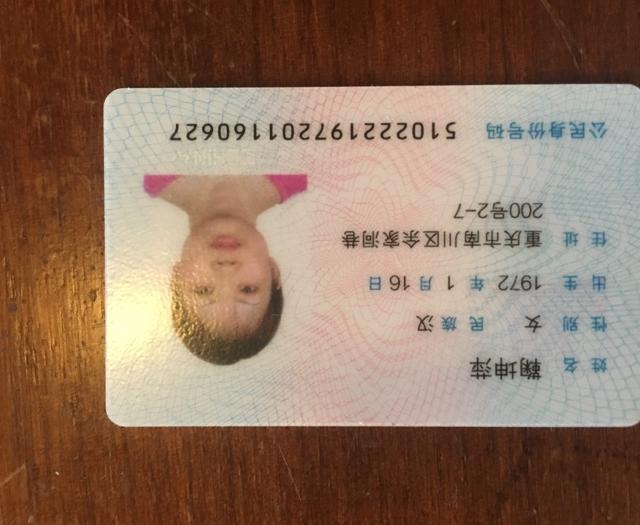 姓名 鞠坤萍
性别 女 民族 汉
出生 1972 年 1 月 16 日
住址 重庆市南川区余家洞巷
200号2-7
公民身份号码 510222197201160627